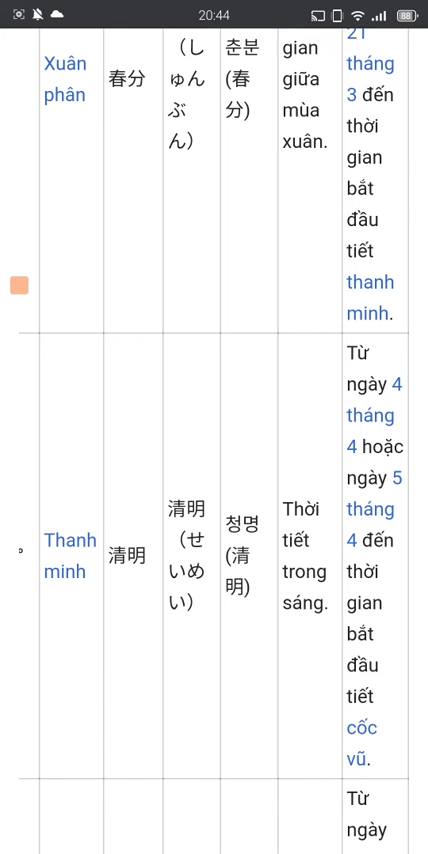 20:44
88
Xuân
phân
春分
（し
ゅん
ぶ
ん）
춘분
(春
分)
gian
giữa
mùa
xuân.
21
tháng
3 đến
thời
gian
bắt
đầu
tiết
thanh
minh.
°
Thanh
minh
清明
清明
（せ
いめ
い）
청명
(清
明)
Thời
tiết
trong
sáng.
Từ
ngày 4
tháng
4 hoặc
ngày 5
tháng
4 đến
thời
gian
bắt
đầu
tiết
cốc
vũ.
Từ
ngày